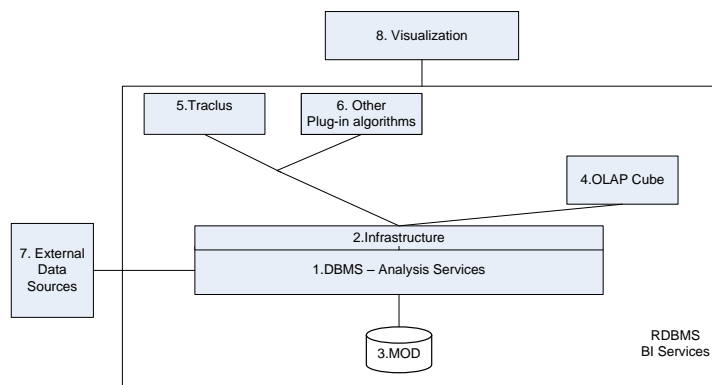 8. Visualization
5.Traclus
6. Other
Plug-in algorithms
4.OLAP Cube
2.Infrastructure
7. External
Data
Sources
1.DBMS – Analysis Services
3.MOD
RDBMS
BI Services